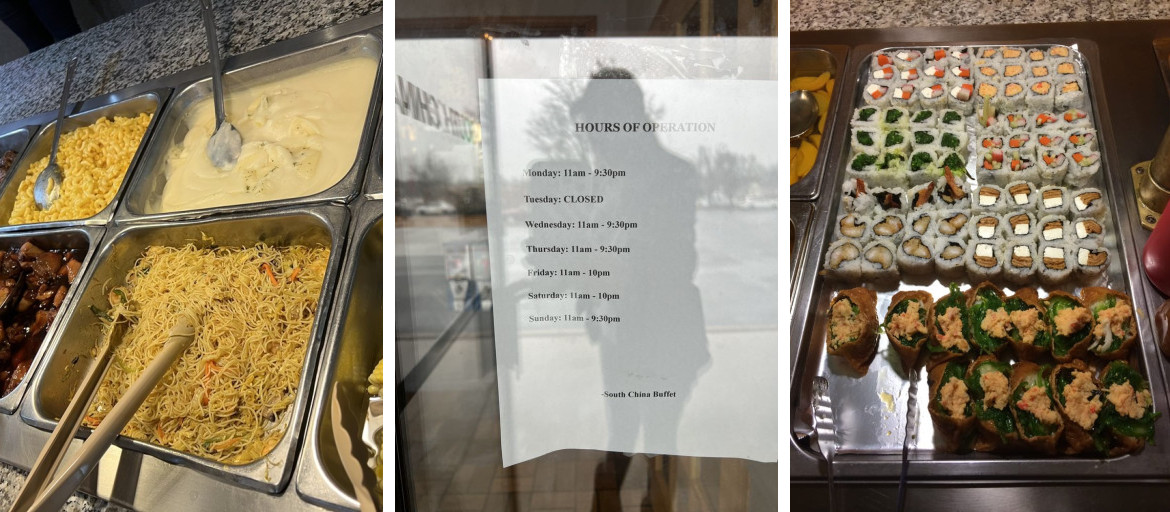 HOURS OF OPERATION
Monday: 11am - 9:30pm
Tuesday: CLOSED
Wednesday: 11am - 9:30pm
Thursday: 11am - 9:30pm
Friday: 11am - 10pm
Saturday: 11am - 10pm
Sunday: 11am - 9:30pm
-South China Buffet